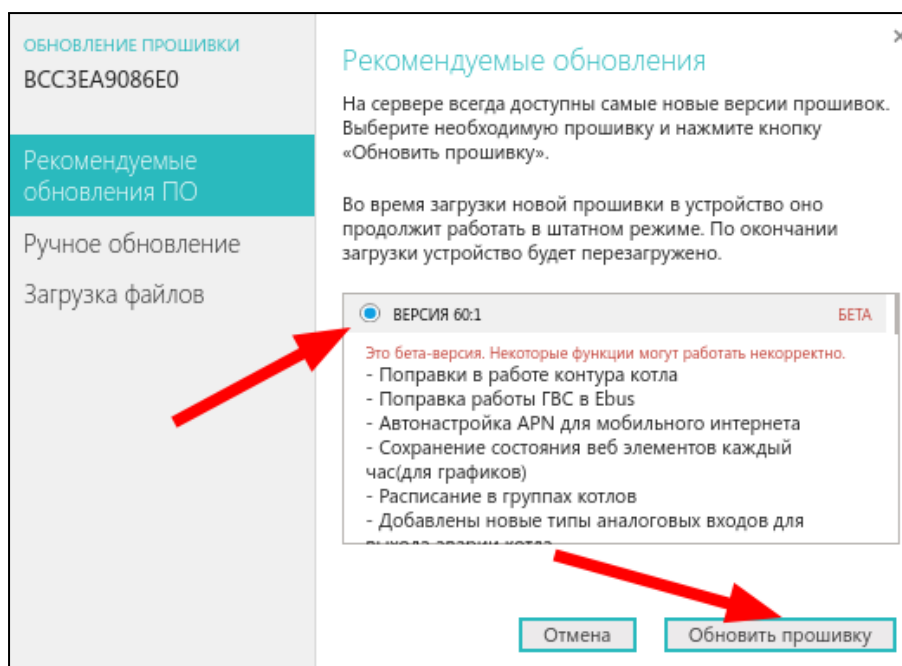 ОБНОВЛЕНИЕ ПРОШИВКИ
BCC3EA9086E0
Рекомендуемые
обновления ПО
Ручное обновление
Загрузка файлов
Рекомендуемые обновления
На сервере всегда доступны самые новые версии прошивок.
Выберите необходимую прошивку и нажмите кнопку
«Обновить прошивку».
Во время загрузки новой прошивки в устройство оно
продолжит работать в штатном режиме. По окончании
загрузки устройство будет перезагружено.
ВЕРСИЯ 60:1 БЕТА
Это бета-версия. Некоторые функции могут работать некорректно.
- Поправки в работе контура котла
- Поправка работы ГВС в Ebus
- Автонастройка APN для мобильного интернета
- Сохранение состояния веб элементов каждый
час(для графиков)
- Расписание в группах котлов
- Добавлены новые типы аналоговых входов для
выхода аварии котла
Отмена Обновить прошивку